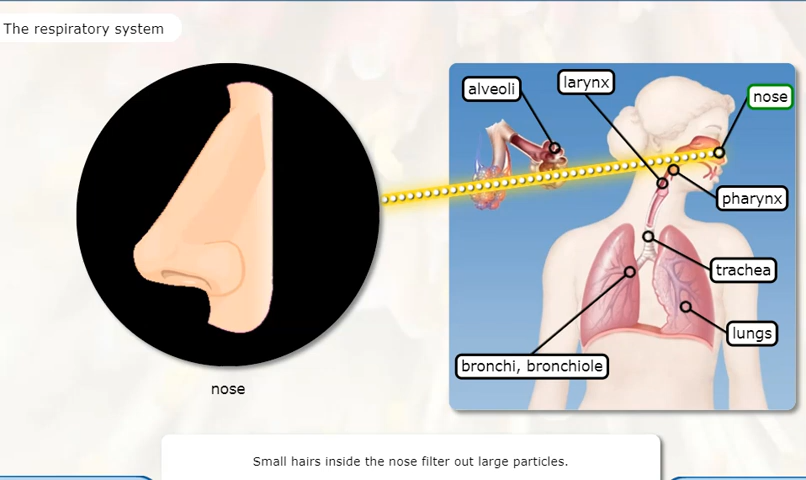 The respiratory system
alveoli
larynx
nose
pharynx
trachea
lungs
bronchi, bronchiole
nose
Small hairs inside the nose filter out large particles.